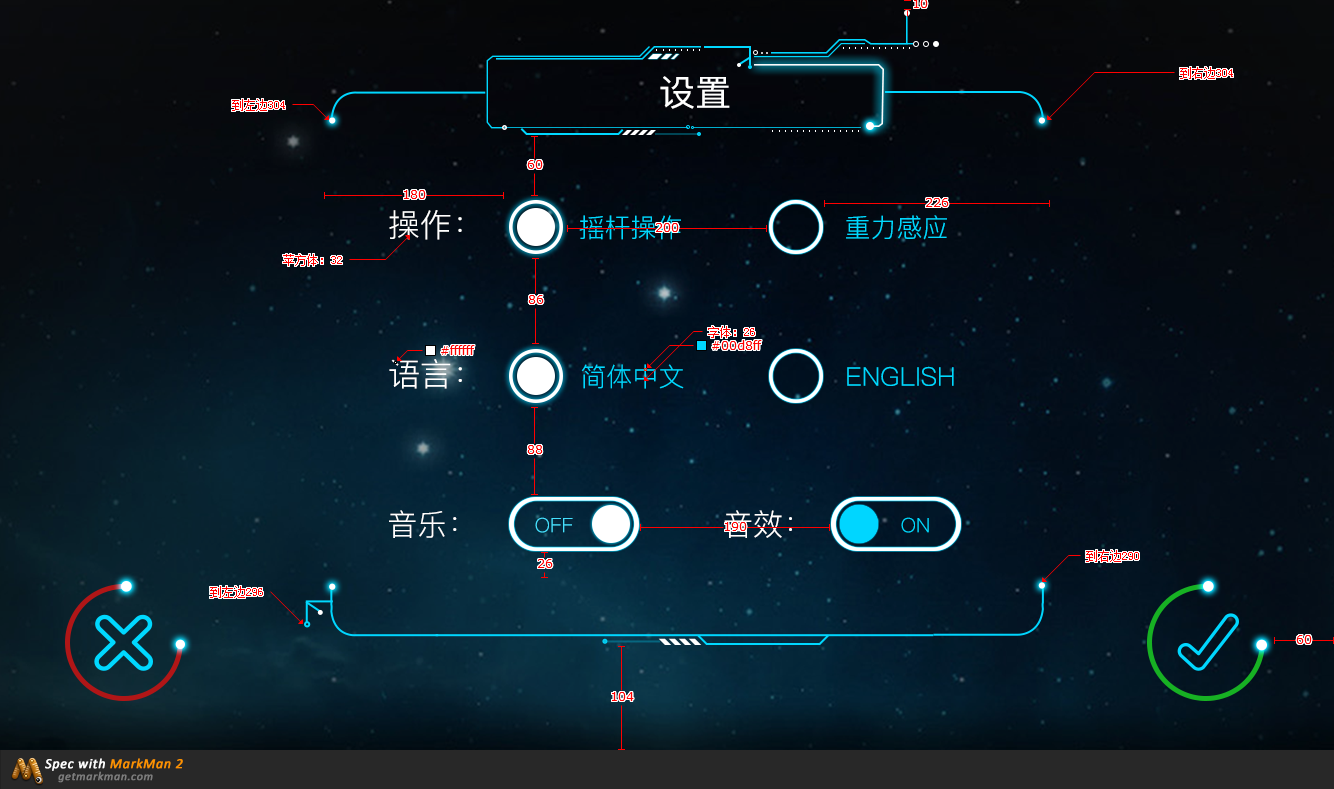 10
设置
到左边304
到右边304
60
180
226
操作：
摇杆操作
200
重力感应
苹方体：32
86
字体：26
#ffffff
#00d8ff
语言：
简体中文
ENGLISH
88
音乐：
OFF
190
音效：
ON
26
到右边290
到左边296
60
104
Spec with MarkMan 2
getmarkman.com